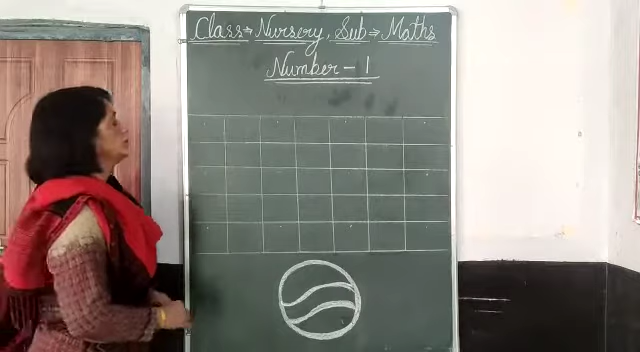 Class → Nursery, Sub → Maths
Number - 1